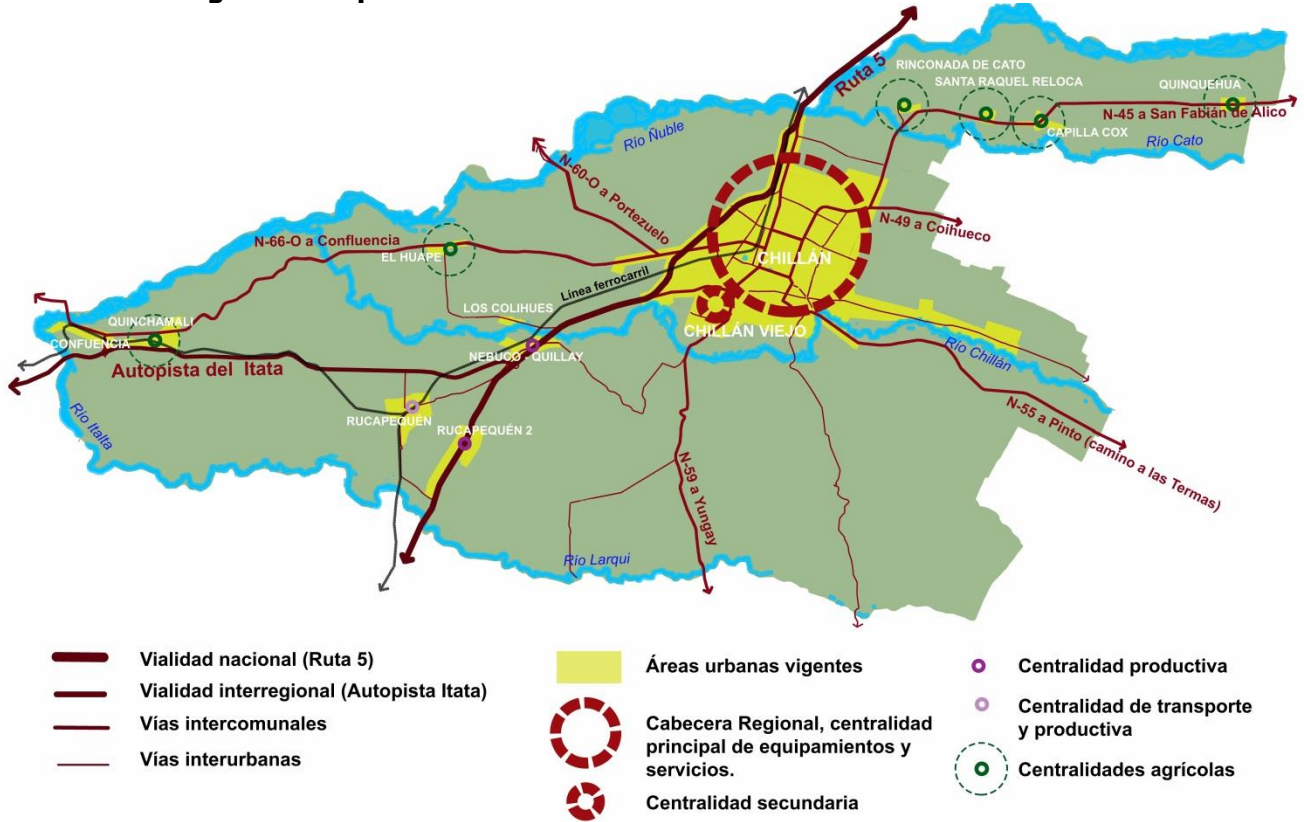 Ruta 5
RINCONADA DE CATO
SANTA RAQUEL RELOCA
QUINQUEHUA
N-45 a San Fabián de Alico
CAPILLA COX
Río Cato
Río Ñuble
N-60-O a Portezuelo
N-49 a Coihueco
N-66-O a Confluencia
EL HUAPE
CHILLÁN
Línea ferrocarril
LOS COLIHUES
CHILLÁN VIEJO
QUINCHAMALI
CONFUENCIA
NEBUCO - QUILLAY
Río Chillán
Autopista del Itata
Río Italta
RUCAPEQUÉN
RUCAPEQUÉN 2
N-55 a Pinto (camino a las Termas)
N-59 a Yungay
Río Larqui
Vialidad nacional (Ruta 5)
Vialidad interregional (Autopista Itata)
Vías intercomunales
Vías interurbanas
Áreas urbanas vigentes
Cabecera Regional, centralidad
principal de equipamientos y
servicios.
Centralidad secundaria
Centralidad productiva
Centralidad de transporte
y productiva
Centralidades agrícolas